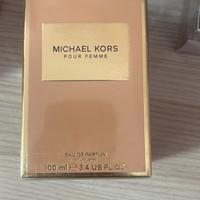 MICHAEL KORS
POUR FEMME
EAU DE PARFUM
100 ml ℮ 3.4 US FL OZ